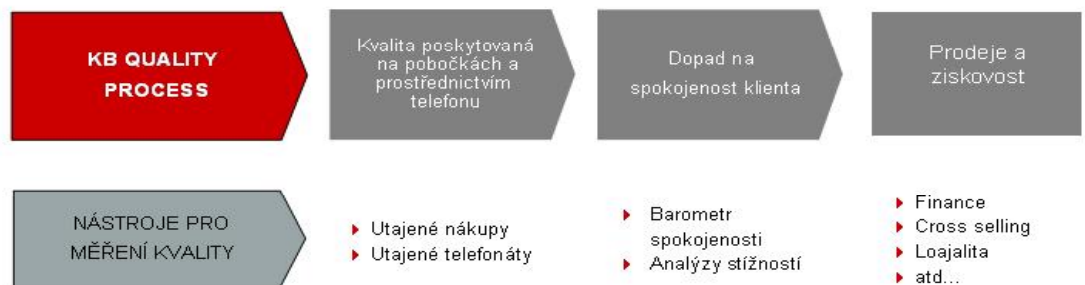 KB QUALITY
PROCESS
Kvalita poskytovaná
na pobočkách a
prostřednictvím
telefonu
Dopad na
spokojenost klienta
Prodeje a
ziskovost
NÁSTROJE PRO
MĚŘENÍ KVALITY
Utajené nákupy
Utajené telefonáty
Barometr
spokojenosti
Analýzy stížností
Finance
Cross selling
Loajalita
atd...